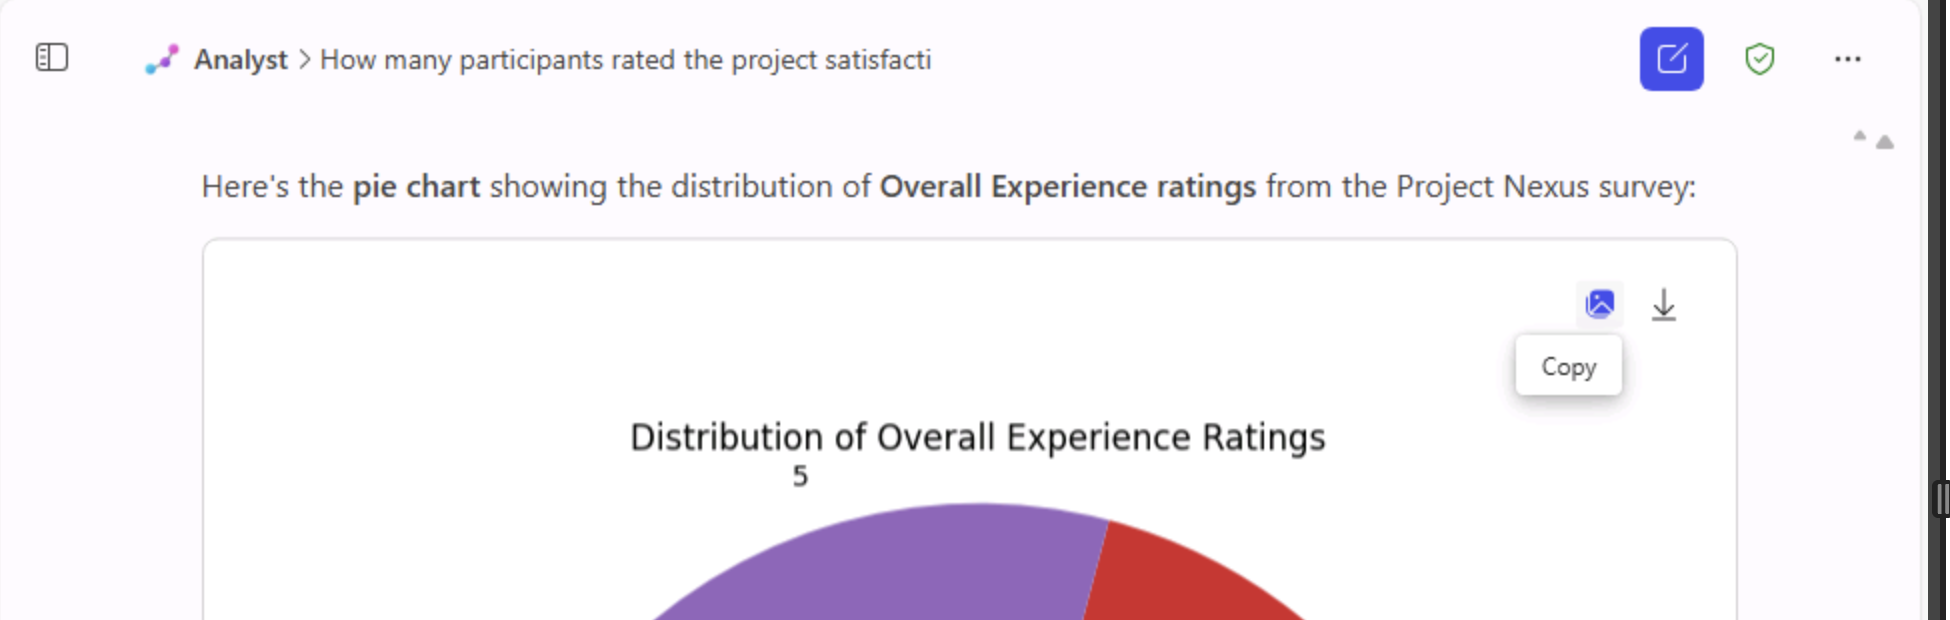 Analyst > How many participants rated the project satisfacti
Here's the pie chart showing the distribution of Overall Experience ratings from the Project Nexus survey:
Copy
Distribution of Overall Experience Ratings
5